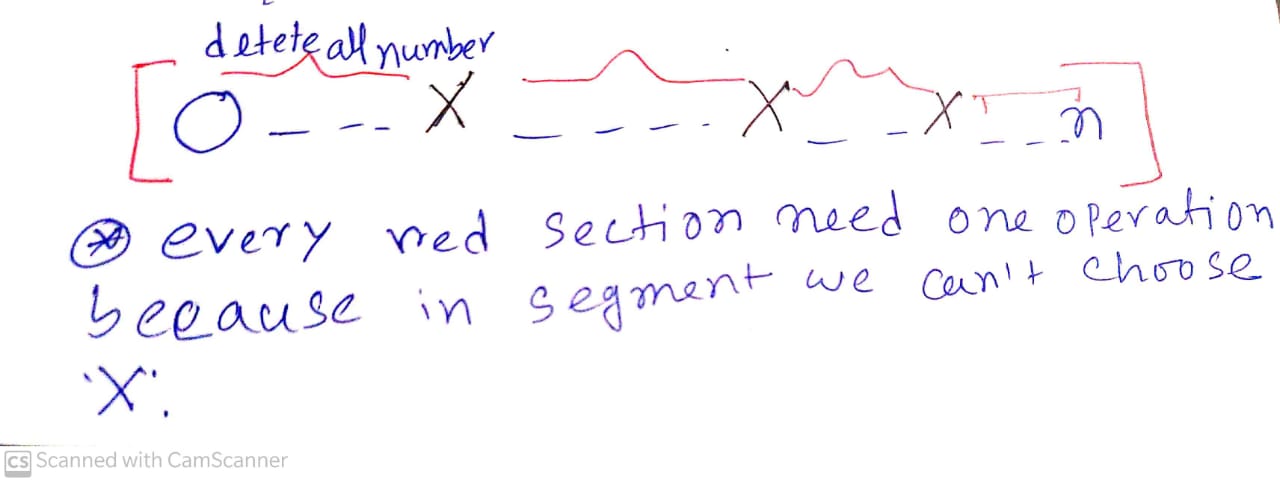 detete all number
[O _ _ _ X _ _ _ _ X _ _ X _ _ _ n]
* every red section need one operation
because in segment we can't choose
'X'.
CS Scanned with CamScanner